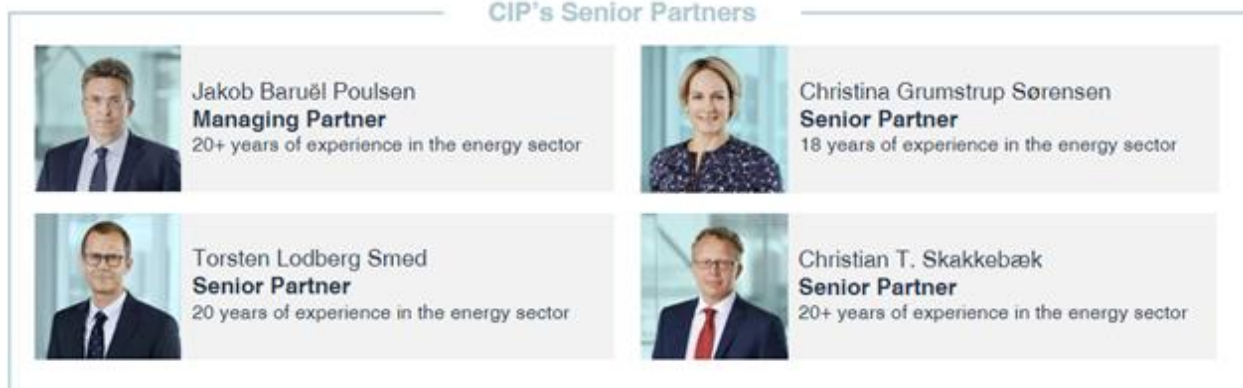 CIP's Senior Partners
Jakob Baruël Poulsen
Managing Partner
20+ years of experience in the energy sector
Christina Grumstrup Sørensen
Senior Partner
18 years of experience in the energy sector
Torsten Lodberg Smed
Senior Partner
20 years of experience in the energy sector
Christian T. Skakkebæk
Senior Partner
20+ years of experience in the energy sector